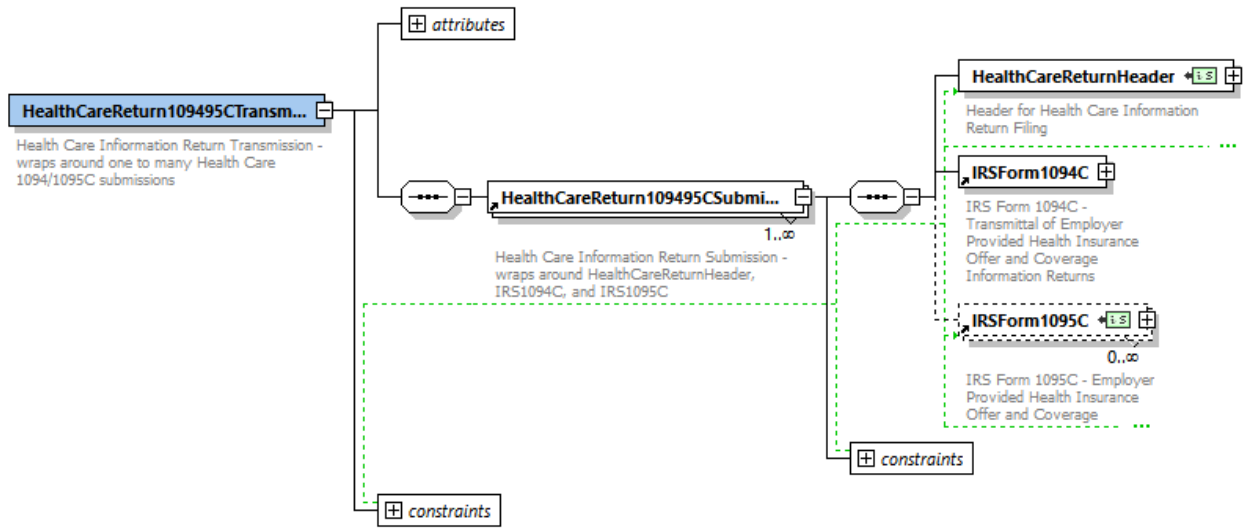 attributes
HealthCareReturn109495CTransm...
Health Care Infiormation Return Transmission -
wraps around one to many Health Care
1094/1095C submissions
HealthCareReturn109495CSubmi...
1..∞
Health Care Information Return Submission -
wraps around HealthCareReturnHeader,
IRS1094C, and IRS1095C
HealthCareReturnHeader
is
Header for Health Care Information
Return Filing
...
IRSForm1094C
IRS Form 1094C -
Transmittal of Employer
Provided Health Insurance
Offer and Coverage
Information Returns
IRSForm1095C
is
0..∞
IRS Form 1095C - Employer
Provided Health Insurance
Offer and Coverage
...
constraints
constraints